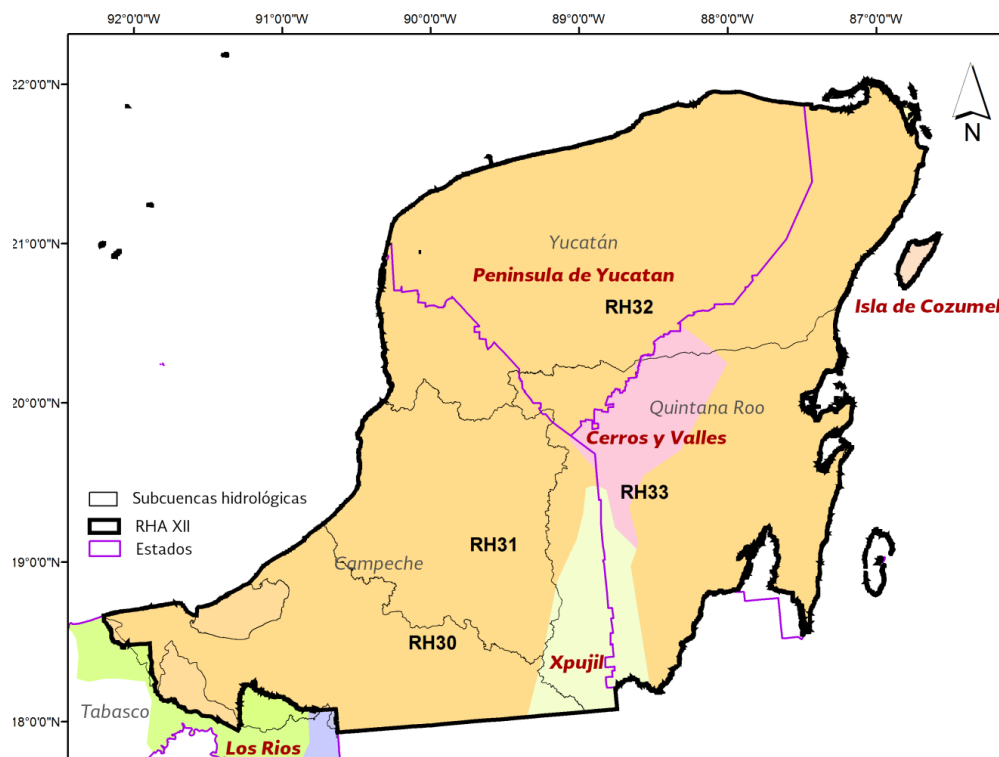 92°0'0"N 91°0'0"N 90°0'0"N 89°0'0"N 88°0'0"N 87°0'0"N
22°0'0"N
N
21°0'0"N
Yucatán
Peninsula de Yucatan
RH32
Isla de Cozumel
20°0'0"N
Quintana Roo
Cerros y Valles
RH33
Subcuencas hidrológicas
RHA XII
Estados
RH31
19°0'0"N
Campeche
RH30
Xpujil
Tabasco
18°0'0"N
Los Rios